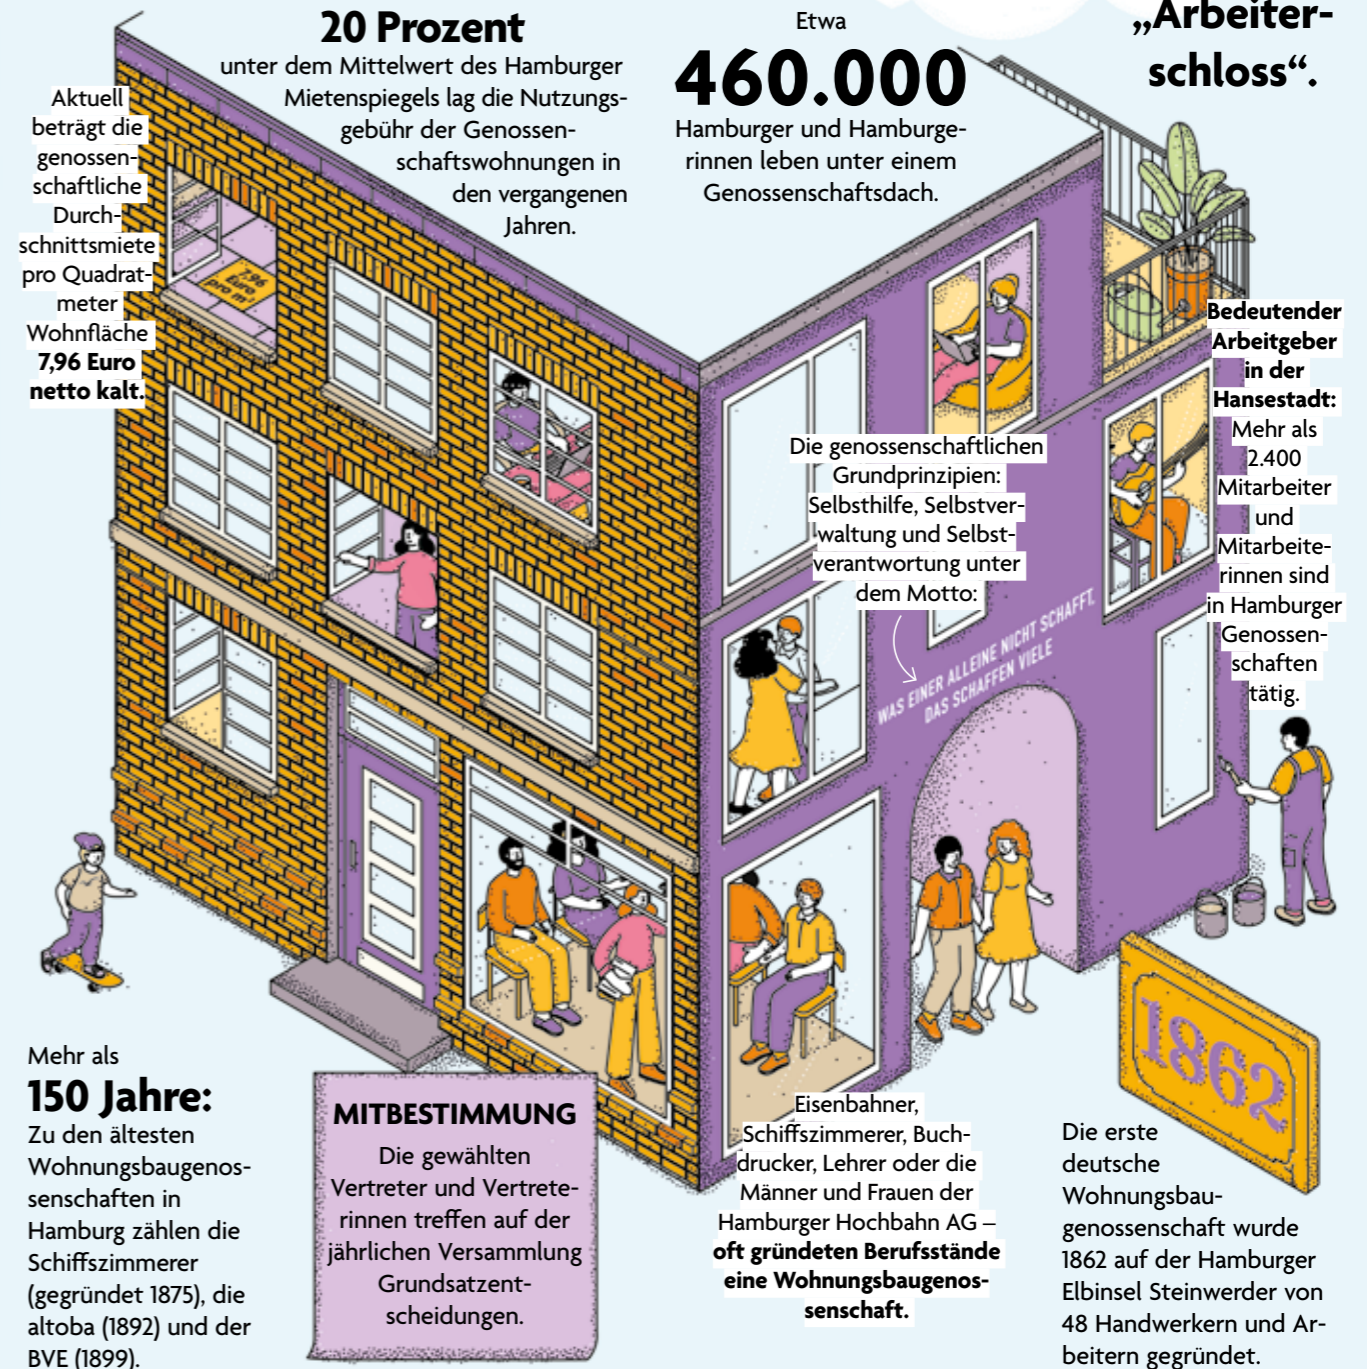 20 Prozent
unter dem Mittelwert des Hamburger
Mietenspiegels lag die Nutzungs-
gebühr der Genossen-
schaftswohnungen in
den vergangenen
Jahren.
Etwa
460.000
Hamburger und Hamburge-
rinnen leben unter einem
Genossenschaftsdach.
„Arbeiter-
schloss“.
Aktuell
beträgt die
genossen-
schaftliche
Durch-
schnittsmiete
pro Quadrat-
meter
Wohnfläche
7,96 Euro
netto kalt.
7,96
Euro
pro m²
Bedeutender
Arbeitgeber
in der
Hansestadt:
Mehr als
2.400
Mitarbeiter
und
Mitarbeite-
rinnen sind
in Hamburger
Genossen-
schaften
tätig.
Die genossenschaftlichen
Grundprinzipien:
Selbsthilfe, Selbstver-
waltung und Selbst-
verantwortung unter
dem Motto:
WAS EINER ALLEINE NICHT SCHAFFT,
DAS SCHAFFEN VIELE
Mehr als
150 Jahre:
Zu den ältesten
Wohnungsbaugenos-
senschaften in
Hamburg zählen die
Schiffszimmerer
(gegründet 1875), die
altoba (1892) und der
BVE (1899).
MITBESTIMMUNG
Die gewählten
Vertreter und Vertrete-
rinnen treffen auf der
jährlichen Versammlung
Grundsatzent-
scheidungen.
Eisenbahner,
Schiffszimmerer, Buch-
drucker, Lehrer oder die
Männer und Frauen der
Hamburger Hochbahn AG –
oft gründeten Berufsstände
eine Wohnungsbaugenos-
senschaft.
1862
Die erste
deutsche
Wohnungsbau-
genossenschaft wurde
1862 auf der Hamburger
Elbinsel Steinwerder von
48 Handwerkern und Ar-
beitern gegründet.